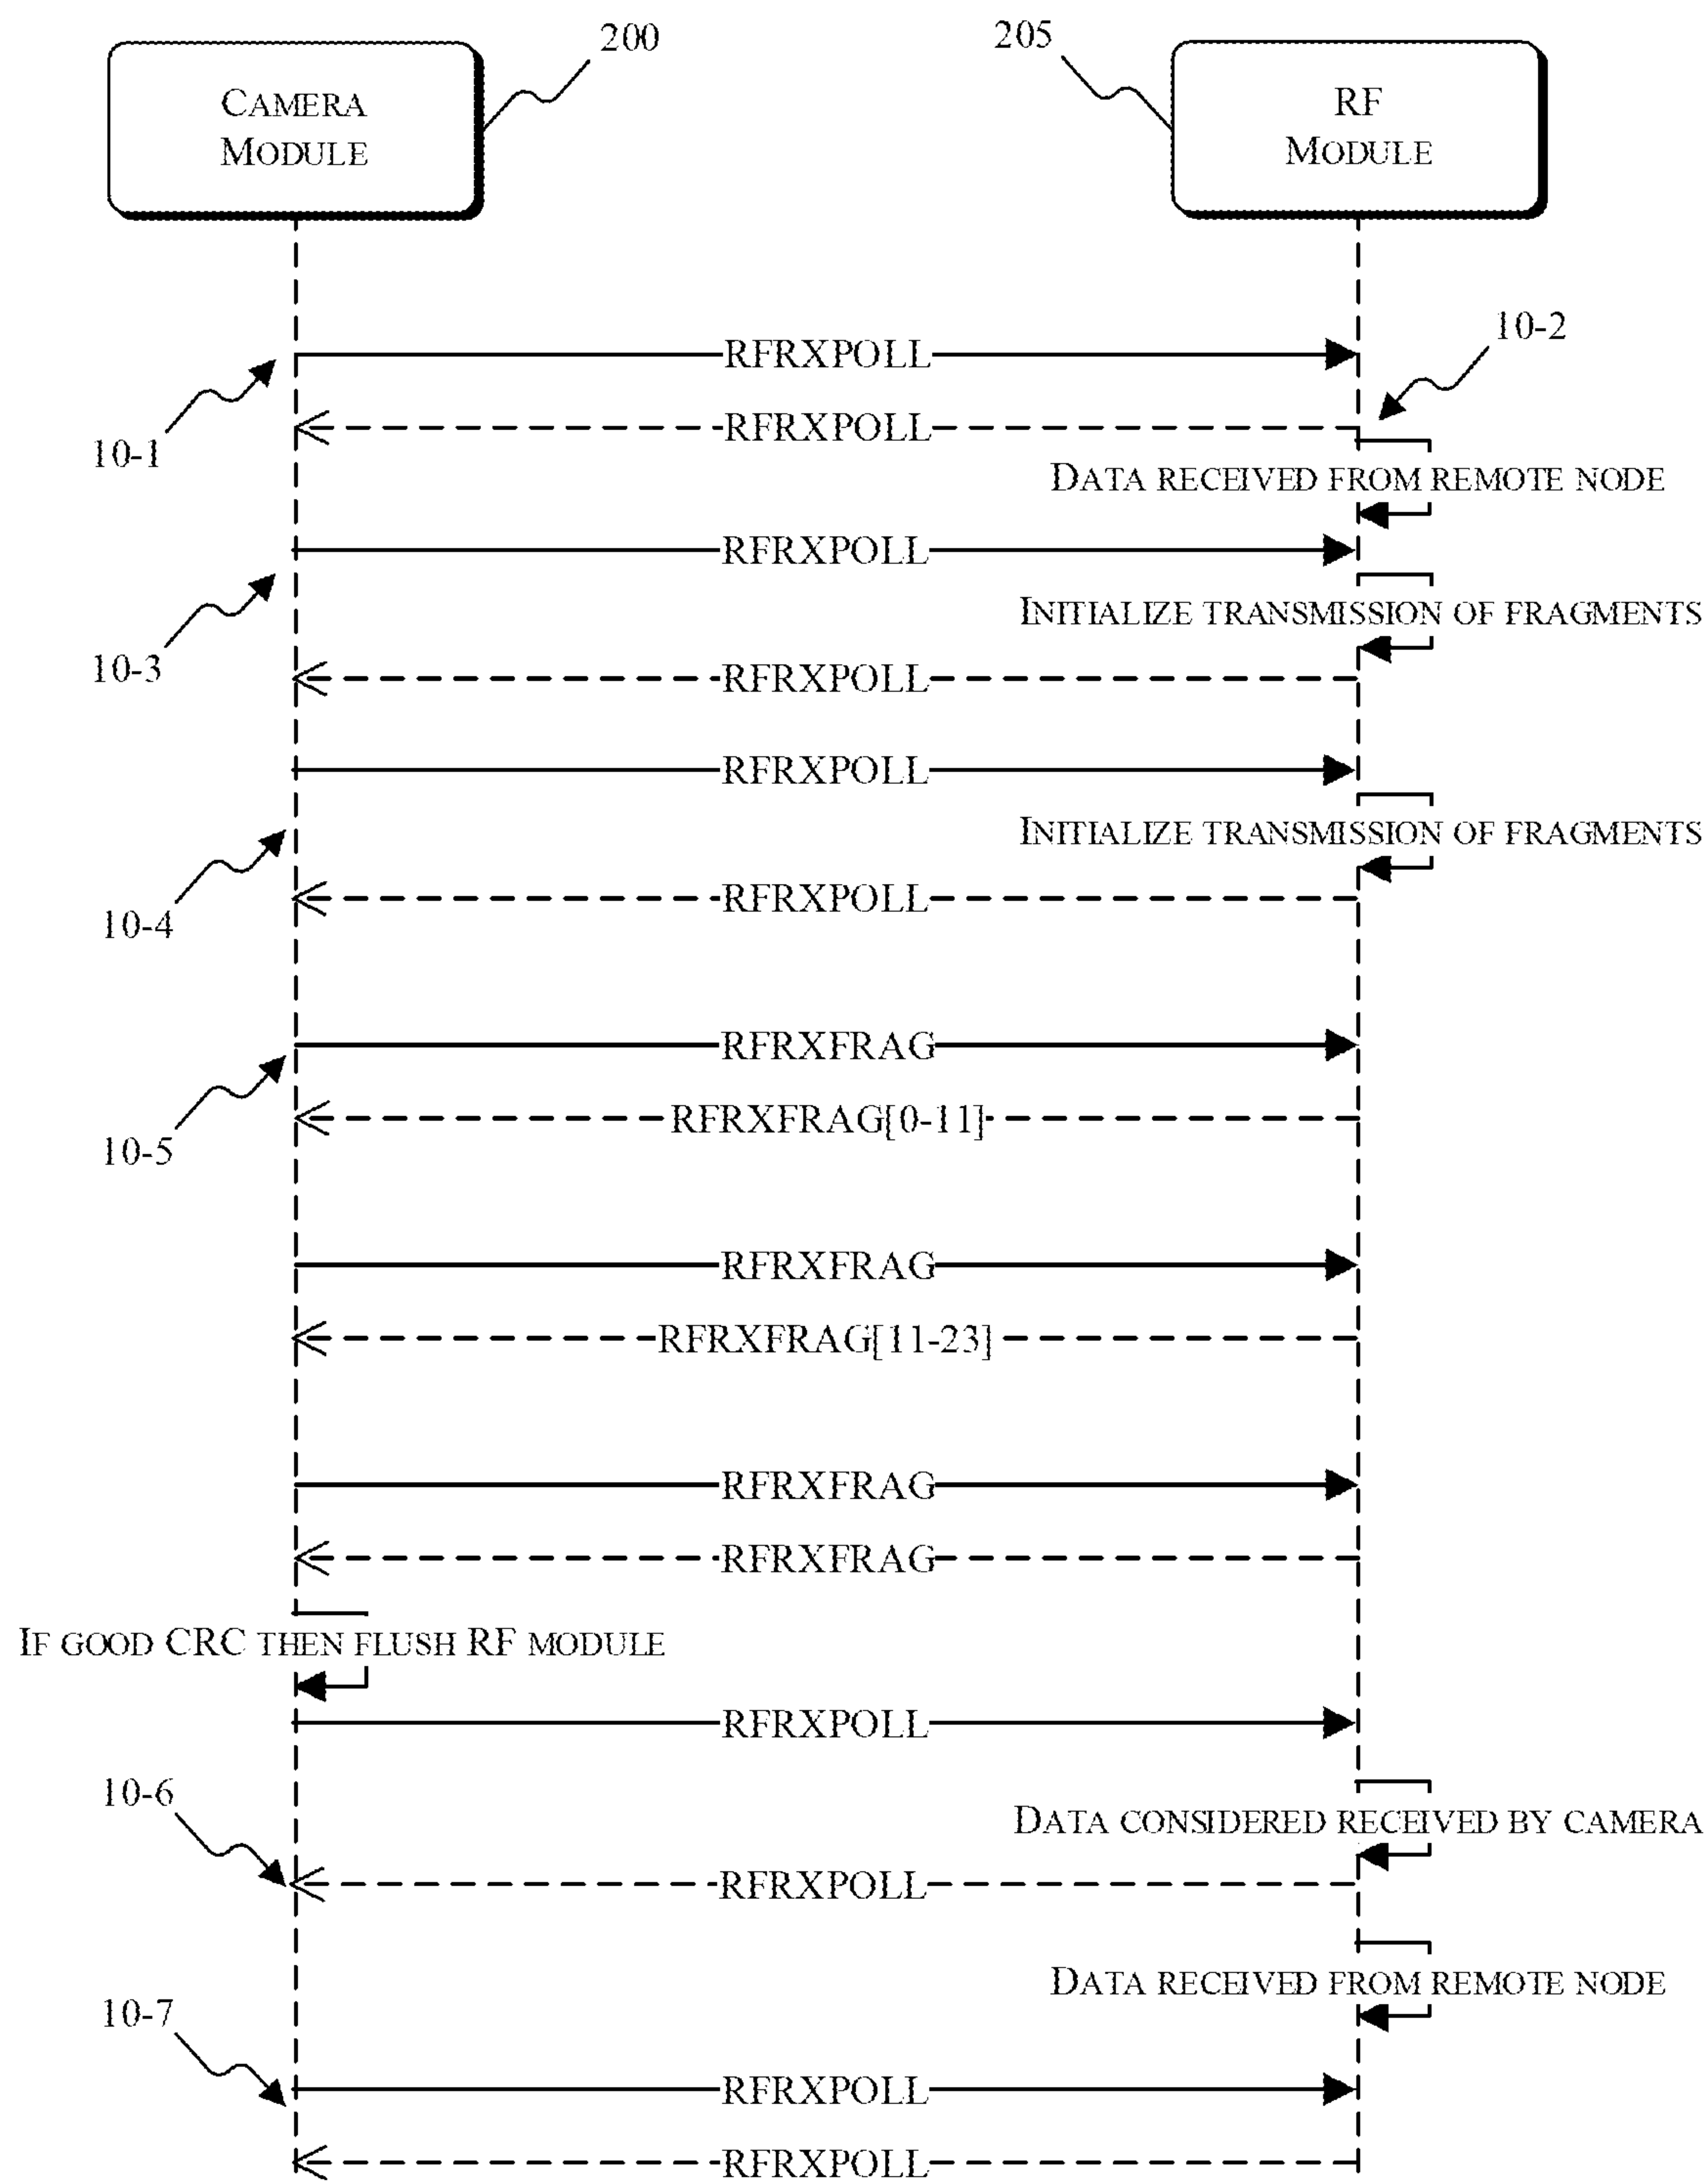 200
205
CAMERA
MODULE
RF
MODULE
10-2
RFRXPOLL
10-1
RFRXPOLL
DATA RECEIVED FROM REMOTE NODE
RFRXPOLL
INITIALIZE TRANSMISSION OF FRAGMENTS
10-3
RFRXPOLL
RFRXPOLL
INITIALIZE TRANSMISSION OF FRAGMENTS
10-4
RFRXPOLL
RFRXFRAG
10-5
RFRXFRAG[0-11]
RFRXFRAG
RFRXFRAG[11-23]
RFRXFRAG
RFRXFRAG
IF GOOD CRC THEN FLUSH RF MODULE
RFRXPOLL
10-6
DATA CONSIDERED RECEIVED BY CAMERA
RFRXPOLL
DATA RECEIVED FROM REMOTE NODE
10-7
RFRXPOLL
RFRXPOLL